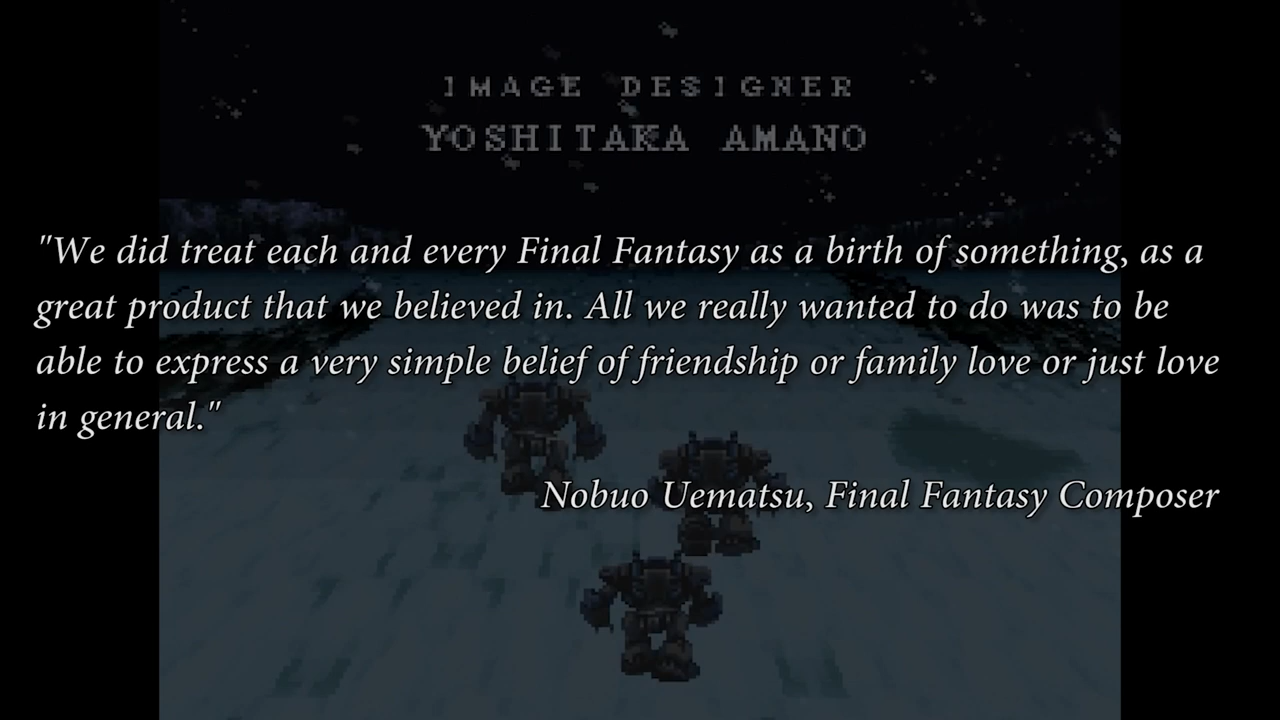 IMAGE DESIGNER
YOSHITAKA AMANO
"We did treat each and every Final Fantasy as a birth of something, as a
great product that we believed in. All we really wanted to do was to be
able to express a very simple belief of friendship or family love or just love
in general."
Nobuo Uematsu, Final Fantasy Composer